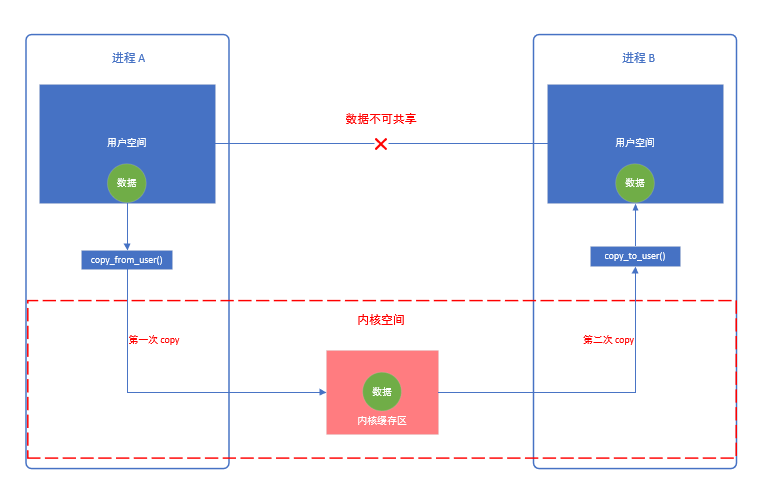 进程 A
进程 B
数据不可共享
用户空间
用户空间
数据
数据
copy_from_user()
copy_to_user()
内核空间
第一次 copy
第二次 copy
数据
内核缓存区